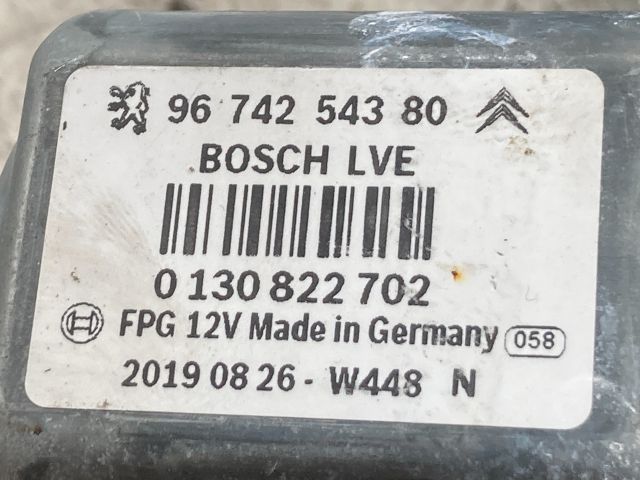 96 742 543 80
BOSCH LVE
0 130 822 702
FPG 12V Made in Germany 058
2019 08 26 - W448 N